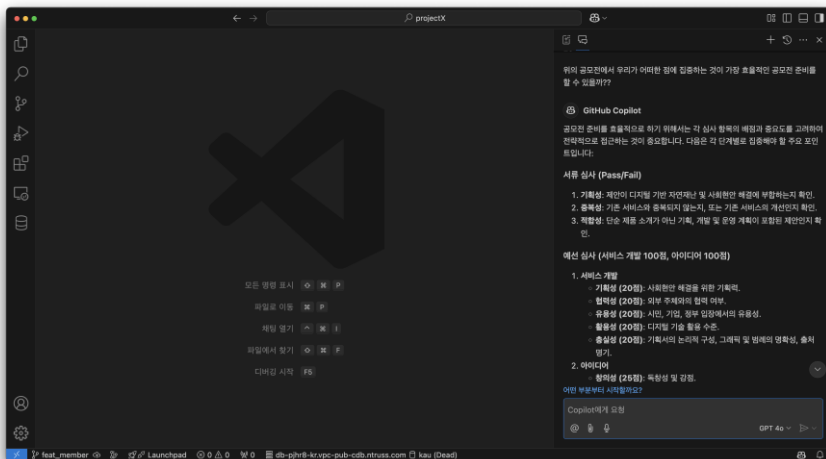 projectX
위의 공모전에서 우리가 어떠한 점에 집중하는 것이 가장 효율적인 공모전 준비를
할 수 있을까??
GitHub Copilot
공모전 준비를 효율적으로 하기 위해서는 각 심사 항목의 배점과 중요도를 고려하여
전략적으로 접근하는 것이 중요합니다. 다음은 각 단계별로 집중해야 할 주요 포인
트입니다:
서류 심사 (Pass/Fail)
1. 기획성: 제안이 디지털 기반 자연재난 및 사회현안 해결에 부합하는지 확인.
2. 중복성: 기존 서비스와 중복되지 않는지, 또는 기존 서비스의 개선인지 확인.
3. 적합성: 단순 제품 소개가 아닌 기획, 개발 및 운영 계획이 포함된 제안인지 확
인.
예선 심사 (서비스 개발 100점, 아이디어 100점)
1. 서비스 개발
기획성 (20점): 사회현안 해결을 위한 기획력.
협력성 (20점): 외부 주체와의 협력 여부.
유용성 (20점): 시민, 기업, 정부 입장에서의 유용성.
활용성 (20점): 디지털 기술 활용 수준.
충실성 (20점): 기획서의 논리적 구성, 그래픽 및 범례의 명확성, 출처
명기.
2. 아이디어
창의성 (25점): 독창성 및 강점.
어떤 부분부터 시작할까요?
Copilot에게 요청
@ GPT 4o
모든 명령 표시 ⇧ ⌘ P
파일로 이동 ⌘ P
채팅 열기 ^ ⌘ I
파일에서 찾기 ⇧ ⌘ F
디버깅 시작 F5
feat_member Launchpad 0 0 0 db-pjhr8-kr.vpc-pub-cdb.ntruss.com kau (Dead)